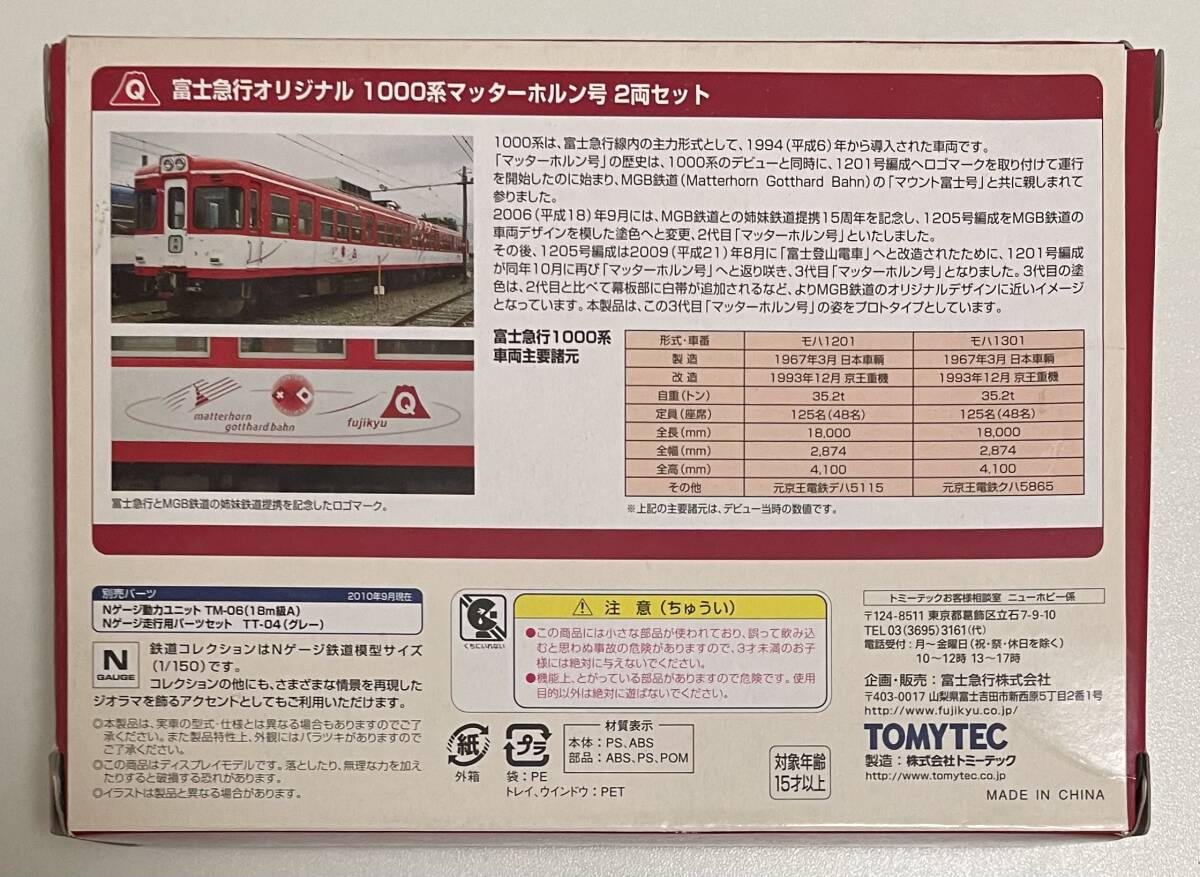 Q 富士急行オリジナル 1000系マッターホルン号 2両セット
1000系は、富士急行線内の主力形式として、1994(平成6)年から導入された車両です。
「マッターホルン号」の歴史は、1000系のデビューと同時に、1201号編成へロゴマークを取り付けて運行
を開始したのに始まり、MGB鉄道(Matterhorn Gotthard Bahn)の「マウント富士号」と共に親しまれて
参りました。
2006(平成18)年9月には、MGB鉄道との姉妹鉄道提携15周年を記念し、1205号編成をMGB鉄道の
車両デザインを模した塗色へと変更、2代目「マッターホルン号」といたしました。
その後、1205号編成は2009(平成21)年8月に「富士登山電車」へと改造されたために、1201号編成
が同年10月に再び「マッターホルン号」へと返り咲き、3代目「マッターホルン号」となりました。3代目の塗
色は、2代目と比べて幕板部に白帯が追加されるなど、よりMGB鉄道のオリジナルデザインに近いイメージ
となっています。本製品は、この3代目「マッターホルン号」の姿をプロトタイプとしています。
matterhorn
gotthard bahn
fujikyu
Q
富士急行とMGB鉄道の姉妹鉄道提携を記念したロゴマーク。
富士急行1000系
車両主要諸元
形式・車番 モハ1201 モハ1301
製 造 1967年3月 日本車輌 1967年3月 日本車輌
改 造 1993年12月 京王重機 1993年12月 京王重機
自重(トン) 35.2t 35.2t
定員(座席) 125名(48名) 125名(48名)
全長(mm) 18,000 18,000
全幅(mm) 2,874 2,874
全高(mm) 4,100 4,100
その他 元京王電鉄デハ5115 元京王電鉄クハ5865
※上記の主要諸元は、デビュー当時の数値です。
別売パーツ 2010年9月現在
Nゲージ動力ユニット TM-06(18m級A)
Nゲージ走行用パーツセット TT-04(グレー)
N
GAUGE
鉄道コレクションはNゲージ鉄道模型サイズ
(1/150)です。
コレクションの他にも、さまざまな情景を再現した
ジオラマを飾るアクセントとしてもご利用いただけます。
◎本製品は、実車の型式・仕様とは異なる場合もありますのでご了
承ください。また製品特性上、外観にはバラツキがありますので
ご了承ください。
◎この商品はディスプレイモデルです。落としたり、無理な力を加え
たりすると破損する恐れがあります。
◎イラストは製品と異なる場合があります。
くちにいれない
注 意 (ちゅうい)
●この商品には小さな部品が使われており、誤って飲み込
むと思わぬ事故の危険がありますので、3才未満のお子
様には絶対に与えないでください。
●機能上、とがっている部品がありますので危険です。使用
目的以外は絶対に遊ばないでください。
紙
外箱
プラ
袋:PE
トレイ、ウインドウ:PET
材質表示
本体:PS、ABS
部品:ABS、PS、POM
対象年齢
15才以上
トミーテックお客様相談室 ニューホビー係
〒124-8511 東京都葛飾区立石7-9-10
TEL 03(3695)3161(代)
電話受付:月~金曜日(祝・祭・休日を除く)
10~12時 13~17時
企画・販売:富士急行株式会社
〒403-0017 山梨県富士吉田市新西原5丁目2番1号
http://www.fujikyu.co.jp/
TOMYTEC
製造:株式会社トミーテック
http://www.tomytec.co.jp
MADE IN CHINA